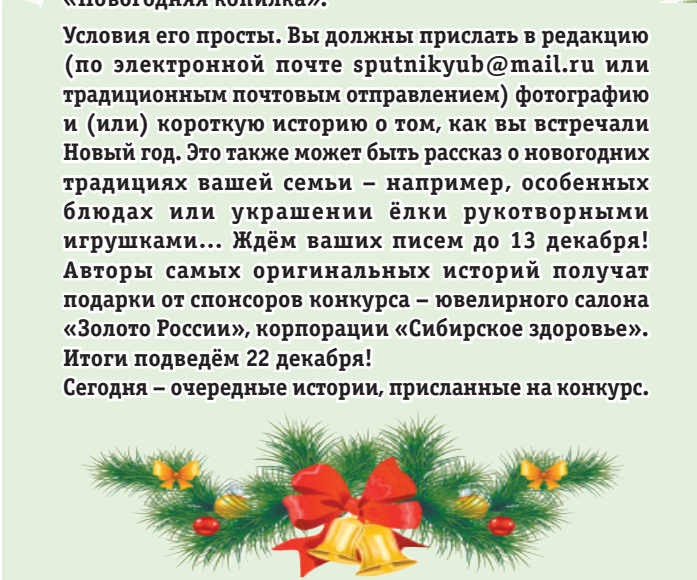 «Новогодняя копилка».
Условия его просты. Вы должны прислать в редакцию
(по электронной почте sputnikyub@mail.ru или
традиционным почтовым отправлением) фотографию
и (или) короткую историю о том, как вы встречали
Новый год. Это также может быть рассказ о новогодних
традициях вашей семьи – например, особенных
блюдах или украшении ёлки рукотворными
игрушками... Ждём ваших писем до 13 декабря!
Авторы самых оригинальных историй получат
подарки от спонсоров конкурса – ювелирного салона
«Золото России», корпорации «Сибирское здоровье».
Итоги подведём 22 декабря!
Сегодня – очередные истории, присланные на конкурс.